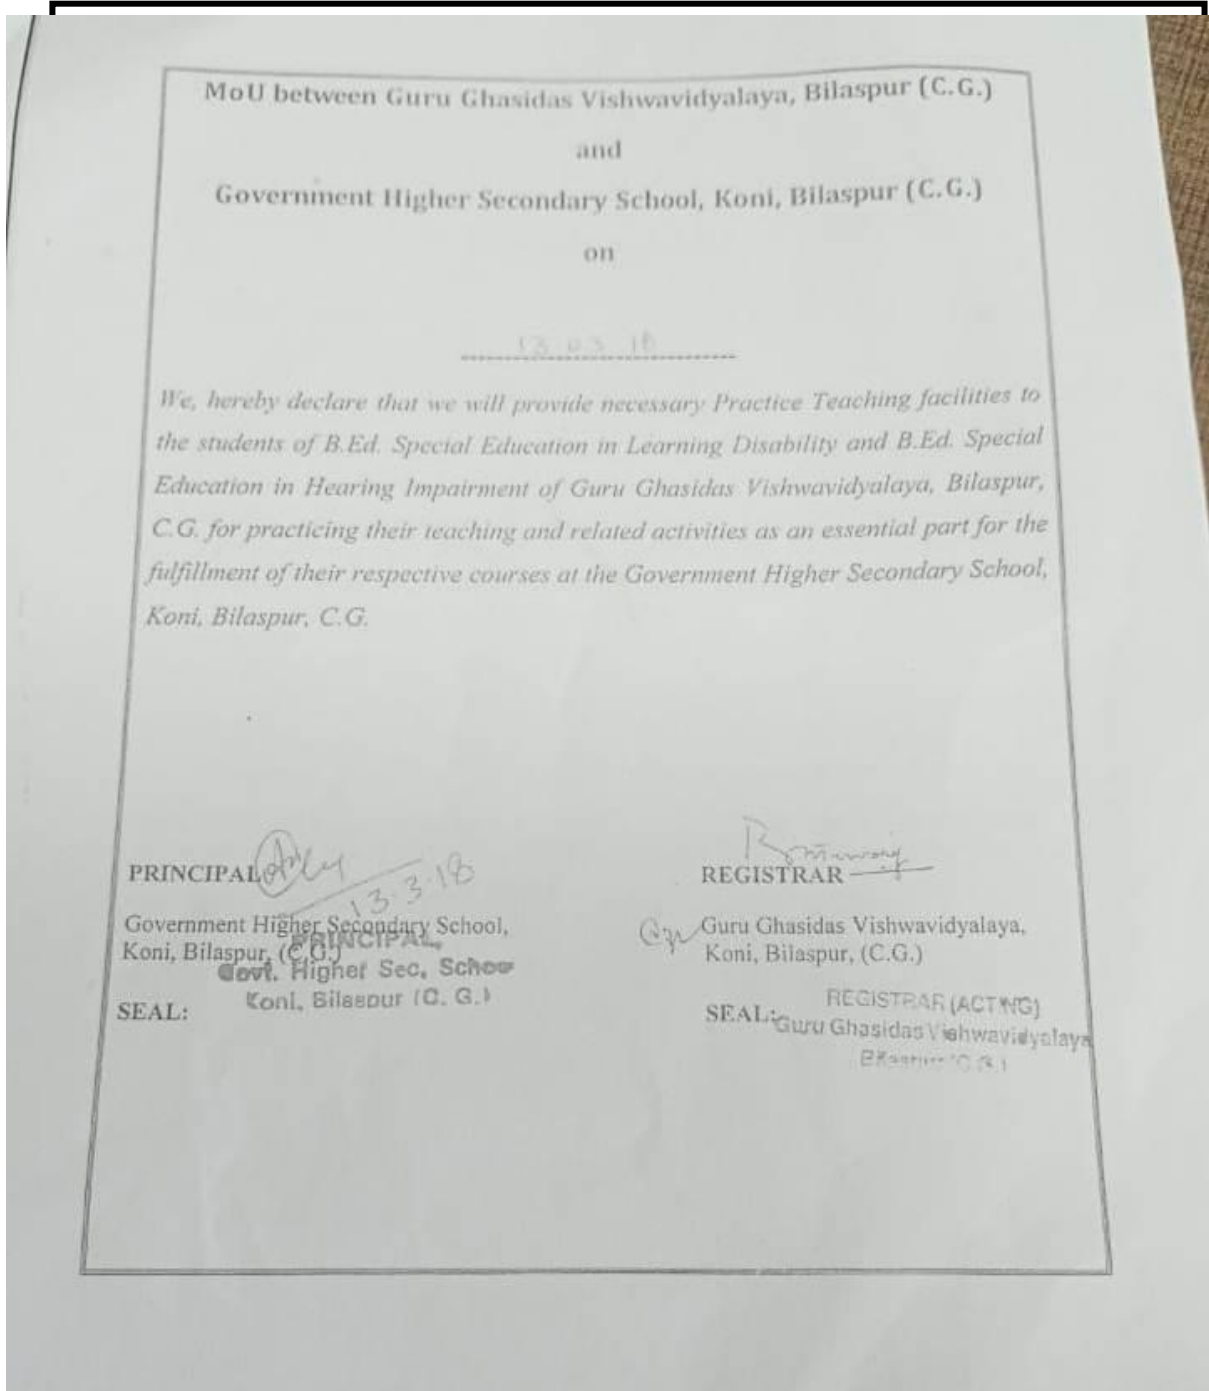 MoU between Guru Ghasidas Vishwavidyalaya, Bilaspur (C.G.)
and
Government Higher Secondary School, Koni, Bilaspur (C.G.)
on
13 03 18
We, hereby declare that we will provide necessary Practice Teaching facilities to
the students of B.Ed. Special Education in Learning Disability and B.Ed. Special
Education in Hearing Impairment of Guru Ghasidas Vishwavidyalaya, Bilaspur,
C.G. for practicing their teaching and related activities as an essential part for the
fulfillment of their respective courses at the Government Higher Secondary School,
Koni, Bilaspur, C.G.
PRINCIPAL
13.3.18
Government Higher Secondary School,
Koni, Bilaspur, (C.G.)
PRINCIPAL,
Govt. Higher Sec. School
Koni, Bilaspur (C. G.)
SEAL:
REGISTRAR
Guru Ghasidas Vishwavidyalaya,
Koni, Bilaspur, (C.G.)
SEAL:
REGISTRAR (ACTING)
Guru Ghasidas Vishwavidyalaya
Bilaspur (C.G.)